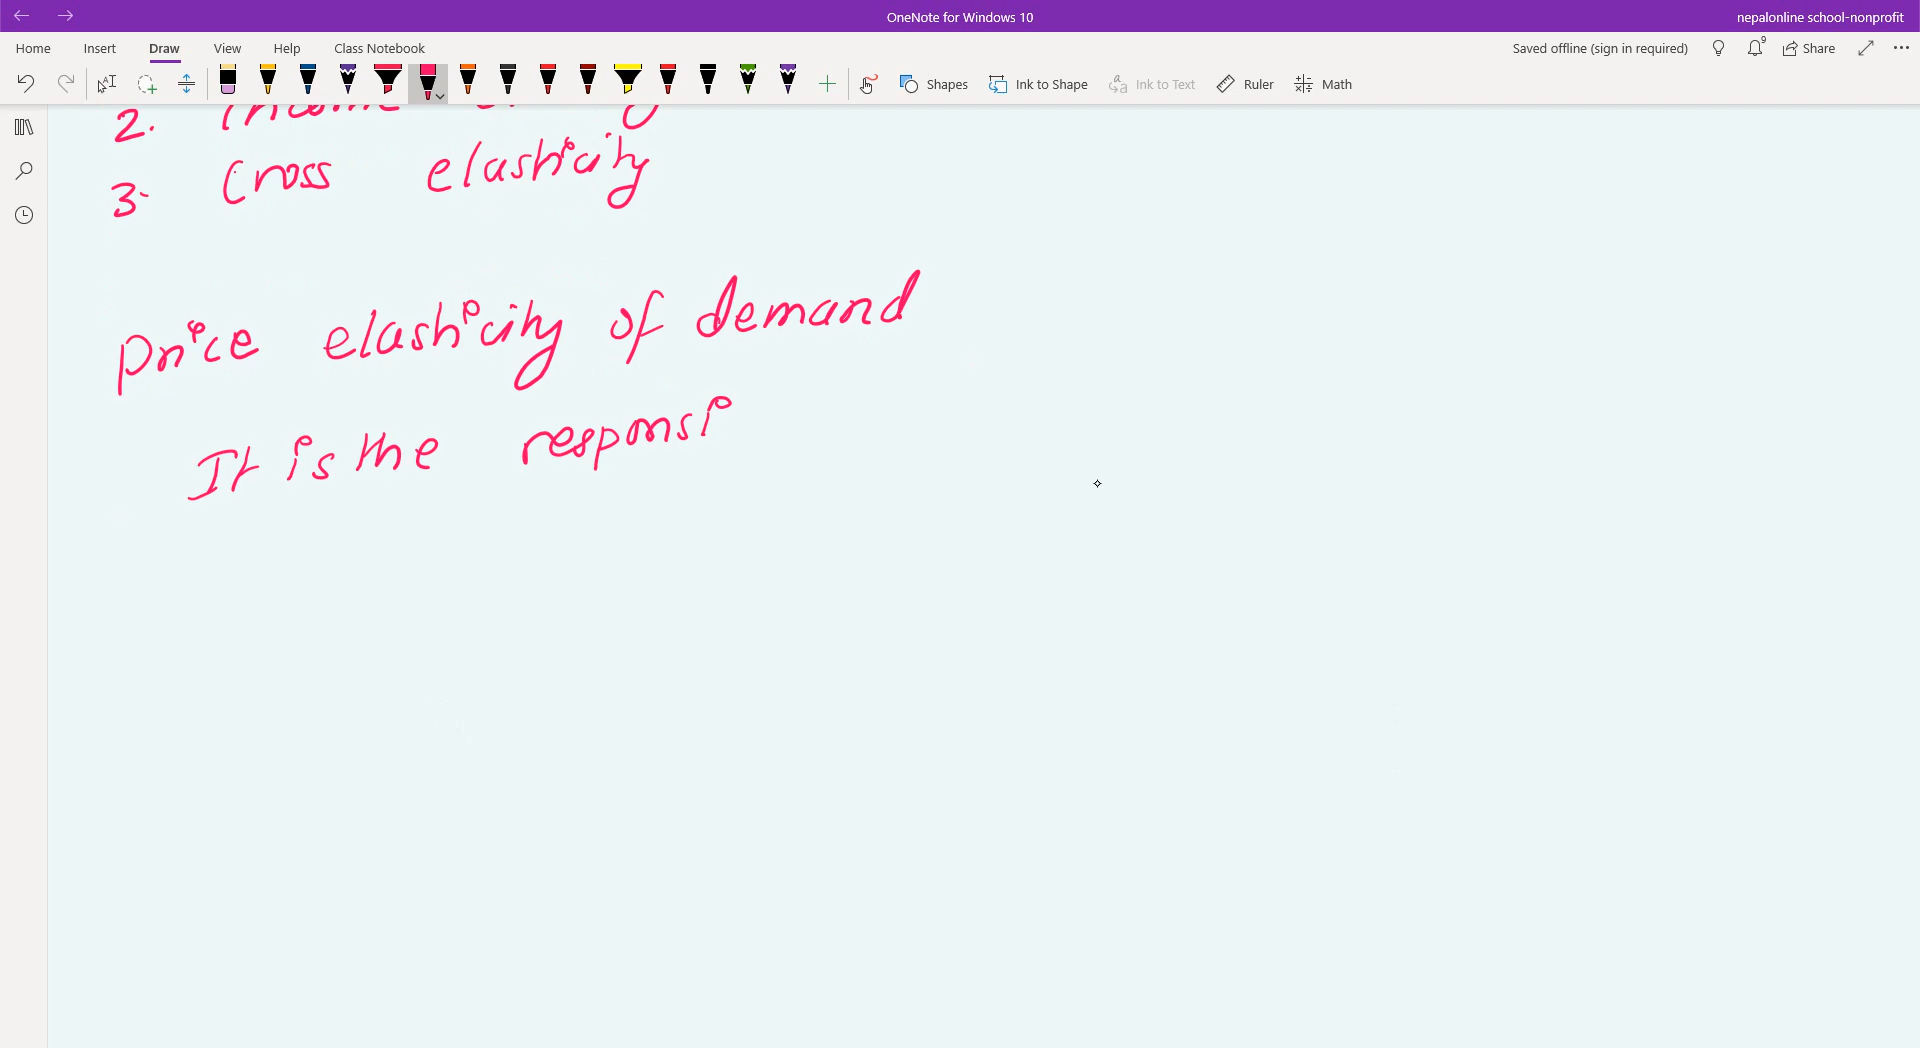 OneNote for Windows 10
nepalonline school-nonprofit
Home Insert Draw View Help Class Notebook
Saved offline (sign in required)
9
Share
Shapes Ink to Shape Ink to Text Ruler Math
2. Income
3. Cross elasticity
Price elasticity of demand
It is the responsi